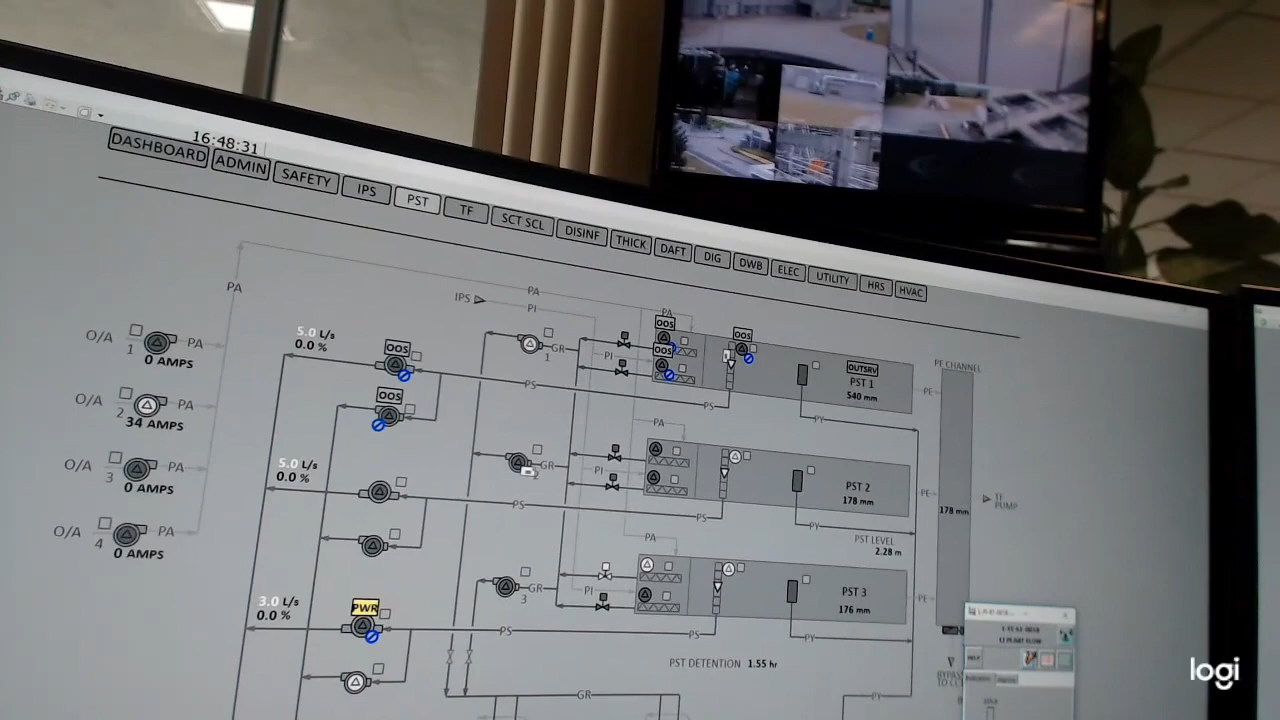 16:48:31
DASHBOARD ADMIN SAFETY IPS PST TF SCT SCL DISINF THICK DAFT DIG DWB ELEC UTILITY HRS HVAC
PA
IPS
PA
PI
PA
O/A 1 PA
0 AMPS
5.0 L/s
0.0 %
OOS
OOS
1
GR
PI
PS
PS
OOS
OOS
OOS
OUTSRV
PST 1
540 mm
PY
PE
PE CHANNEL
O/A 2 PA
34 AMPS
5.0 L/s
0.0 %
GR
2
PI
PA
PS
PS
PST 2
178 mm
PY
PE
178 mm
TF
PUMP
O/A 3 PA
0 AMPS
PST LEVEL
2.28 m
O/A 4 PA
0 AMPS
3.0 L/s
0.0 %
PWR
GR
3
PI
PA
PS
PS
PST 3
176 mm
PY
PE
PST DETENTION 1.55 hr
GR
PY
logi